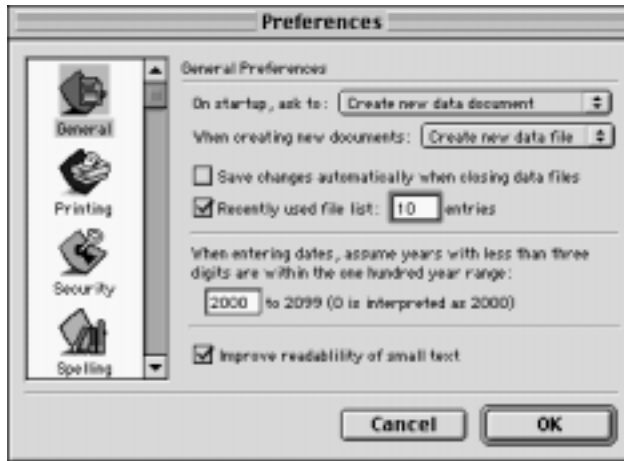 Preferences
General
Printing
Security
Spelling
General Preferences
On startup, ask to: Create new data document
When creating new documents: Create new data file
Save changes automatically when closing data files
Recently used file list: 10 entries
When entering dates, assume years with less than three
digits are within the one hundred year range:
2000 to 2099 (0 is interpreted as 2000)
Improve readablility of small text
Cancel OK